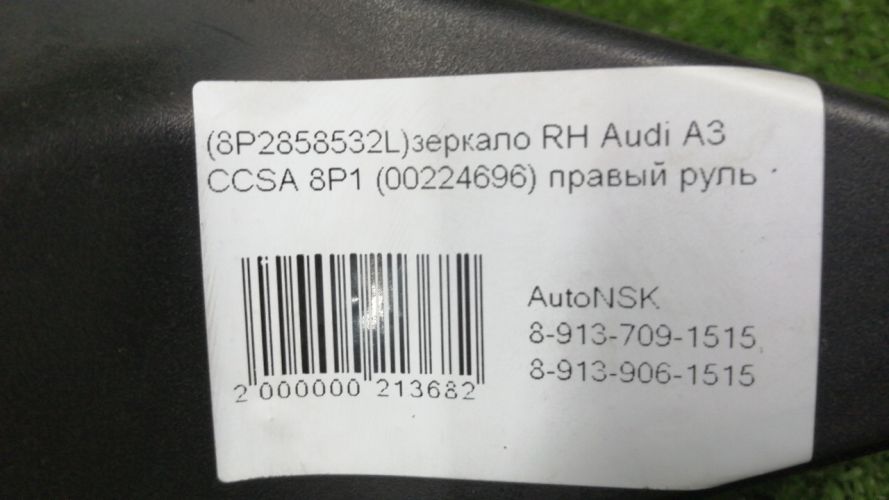 (8P2858532L)зеркало RH Audi A3
CCSA 8P1 (00224696) правый руль
AutoNSK
8-913-709-1515,
8-913-906-1515
2 000000 213682